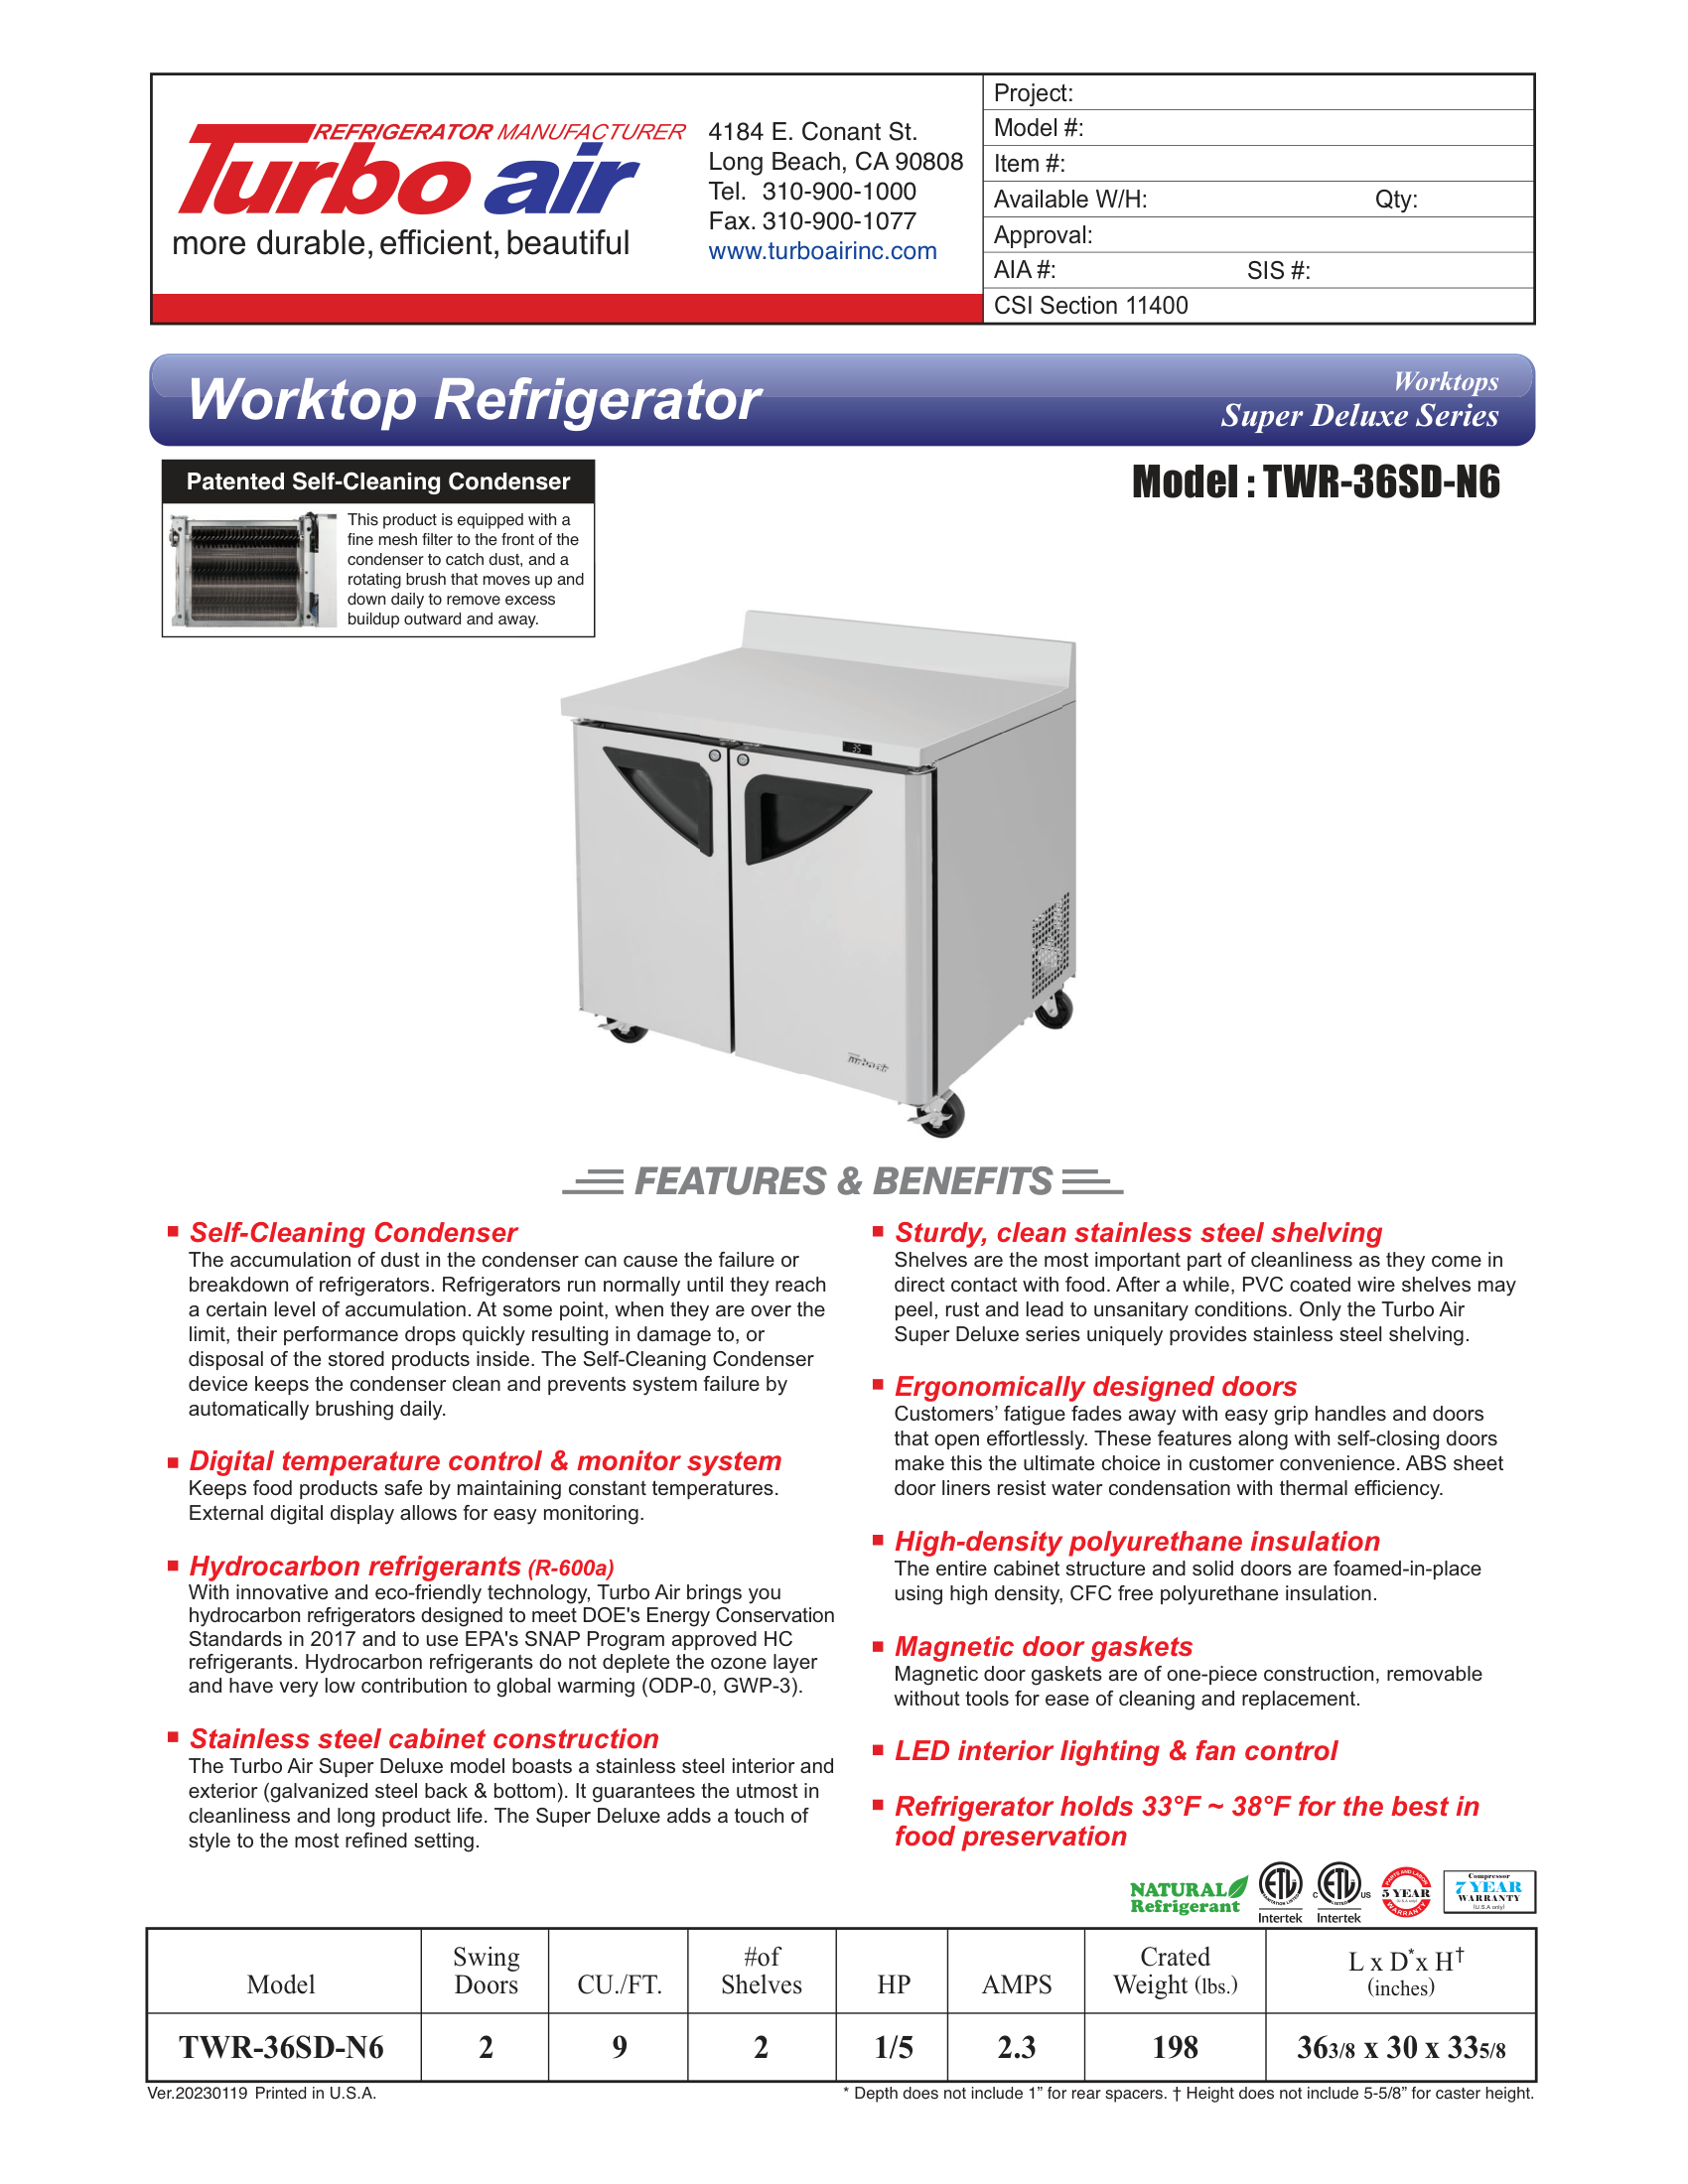 REFRIGERATOR MANUFACTURER
Turbo air
more durable, efficient, beautiful
4184 E. Conant St.
Long Beach, CA 90808
Tel. 310-900-1000
Fax. 310-900-1077
www.turboairinc.com
Project:
Model #:
Item #:
Available W/H: Qty:
Approval:
AIA #: SIS #:
CSI Section 11400
Worktop Refrigerator
Worktops
Super Deluxe Series
Patented Self-Cleaning Condenser
This product is equipped with a
fine mesh filter to the front of the
condenser to catch dust, and a
rotating brush that moves up and
down daily to remove excess
buildup outward and away.
Model : TWR-36SD-N6
35
Turbo air
FEATURES & BENEFITS
Self-Cleaning Condenser
The accumulation of dust in the condenser can cause the failure or
breakdown of refrigerators. Refrigerators run normally until they reach
a certain level of accumulation. At some point, when they are over the
limit, their performance drops quickly resulting in damage to, or
disposal of the stored products inside. The Self-Cleaning Condenser
device keeps the condenser clean and prevents system failure by
automatically brushing daily.
Digital temperature control & monitor system
Keeps food products safe by maintaining constant temperatures.
External digital display allows for easy monitoring.
Hydrocarbon refrigerants (R-600a)
With innovative and eco-friendly technology, Turbo Air brings you
hydrocarbon refrigerators designed to meet DOE's Energy Conservation
Standards in 2017 and to use EPA's SNAP Program approved HC
refrigerants. Hydrocarbon refrigerants do not deplete the ozone layer
and have very low contribution to global warming (ODP-0, GWP-3).
Stainless steel cabinet construction
The Turbo Air Super Deluxe model boasts a stainless steel interior and
exterior (galvanized steel back & bottom). It guarantees the utmost in
cleanliness and long product life. The Super Deluxe adds a touch of
style to the most refined setting.
Sturdy, clean stainless steel shelving
Shelves are the most important part of cleanliness as they come in
direct contact with food. After a while, PVC coated wire shelves may
peel, rust and lead to unsanitary conditions. Only the Turbo Air
Super Deluxe series uniquely provides stainless steel shelving.
Ergonomically designed doors
Customers’ fatigue fades away with easy grip handles and doors
that open effortlessly. These features along with self-closing doors
make this the ultimate choice in customer convenience. ABS sheet
door liners resist water condensation with thermal efficiency.
High-density polyurethane insulation
The entire cabinet structure and solid doors are foamed-in-place
using high density, CFC free polyurethane insulation.
Magnetic door gaskets
Magnetic door gaskets are of one-piece construction, removable
without tools for ease of cleaning and replacement.
LED interior lighting & fan control
Refrigerator holds 33°F ~ 38°F for the best in
food preservation
NATURAL
Refrigerant
ETL
SANITATION LISTED
Intertek
C ETL US
LISTED
Intertek
PARTS AND LABOR
5 YEAR
(U.S.A only)
WARRANTY
Compressor
7 YEAR
WARRANTY
(U.S.A only)
Model Swing Doors CU./FT. #of Shelves HP AMPS Crated Weight (lbs.) L x D* x H† (inches)
TWR-36SD-N6 2 9 2 1/5 2.3 198 36 3/8 x 30 x 33 5/8
Ver.20230119 Printed in U.S.A.
* Depth does not include 1” for rear spacers. † Height does not include 5-5/8” for caster height.